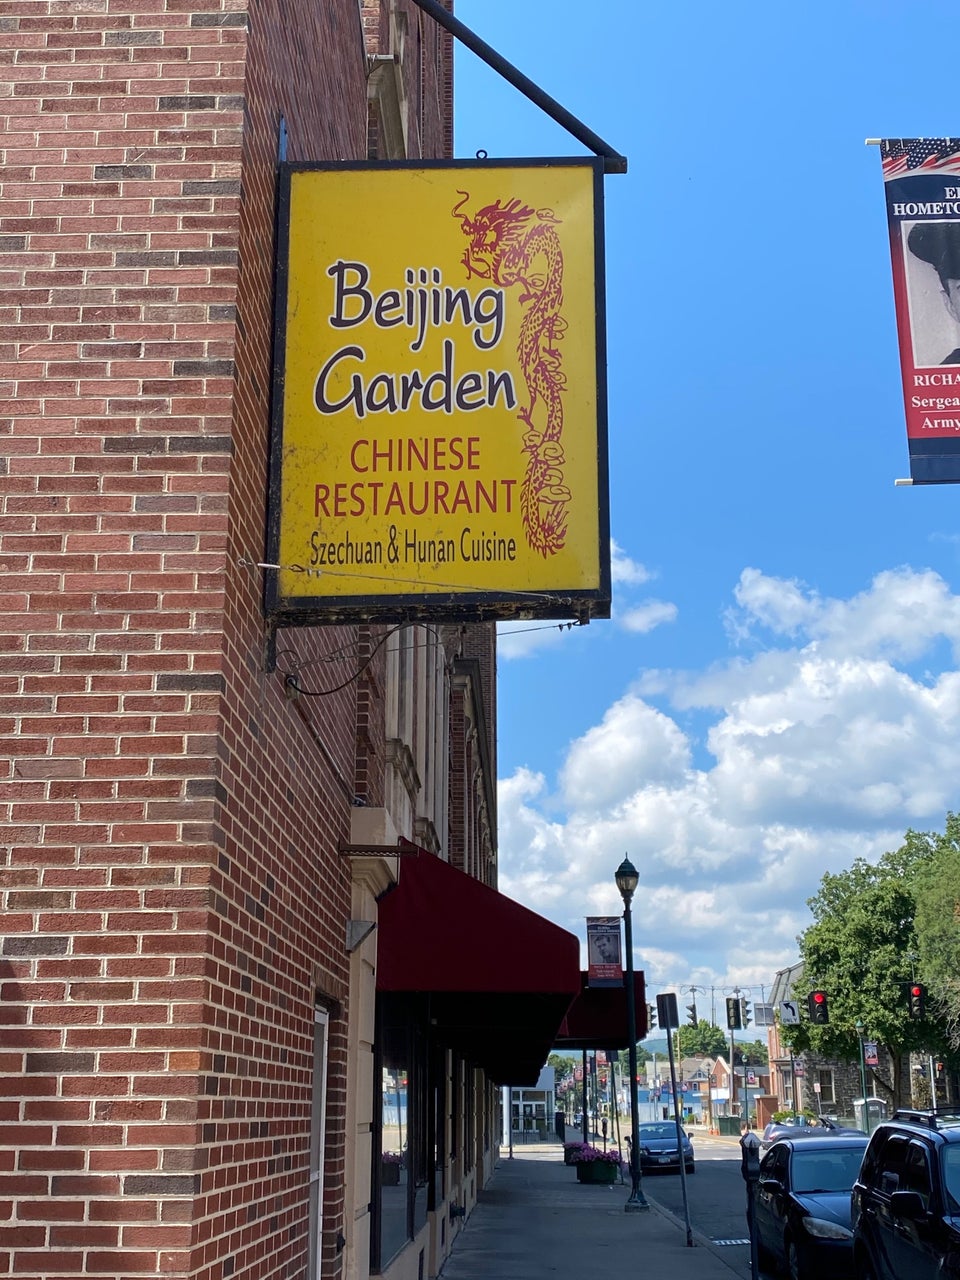 Beijing
Garden
CHINESE
RESTAURANT
Szechuan & Hunan Cuisine
HOMETO
RICHA
Sergea
Army
ONLY